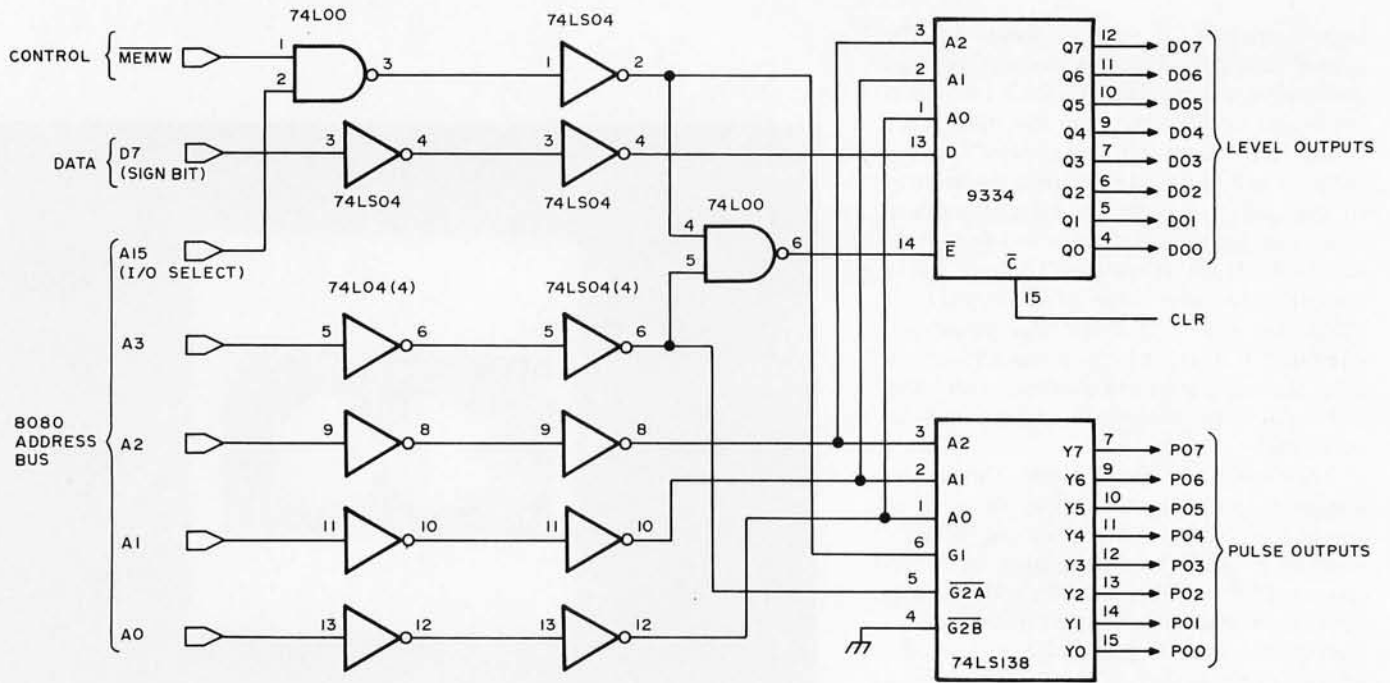 74L00
74LS04
CONTROL
MEMW
1
2
3
1
2
DATA
D7
(SIGN BIT)
3
4
3
4
74LS04
A15
(I/O SELECT)
74L00
4
5
6
74L04(4)
74LS04(4)
8080
ADDRESS
BUS
A3
5
6
5
6
A2
9
8
9
8
A1
11
10
11
10
A0
13
12
13
12
3 A2
2 A1
1 A0
13 D
14 E
C
15
CLR
9334
Q7 12 D07
Q6 11 D06
Q5 10 D05
Q4 9 D04
Q3 7 D03
Q2 6 D02
Q1 5 D01
Q0 4 D00
LEVEL OUTPUTS
3 A2
2 A1
1 A0
6 G1
5 G2A
4 G2B
74LS138
Y7 7 P07
Y6 9 P06
Y5 10 P05
Y4 11 P04
Y3 12 P03
Y2 13 P02
Y1 14 P01
Y0 15 P00
PULSE OUTPUTS